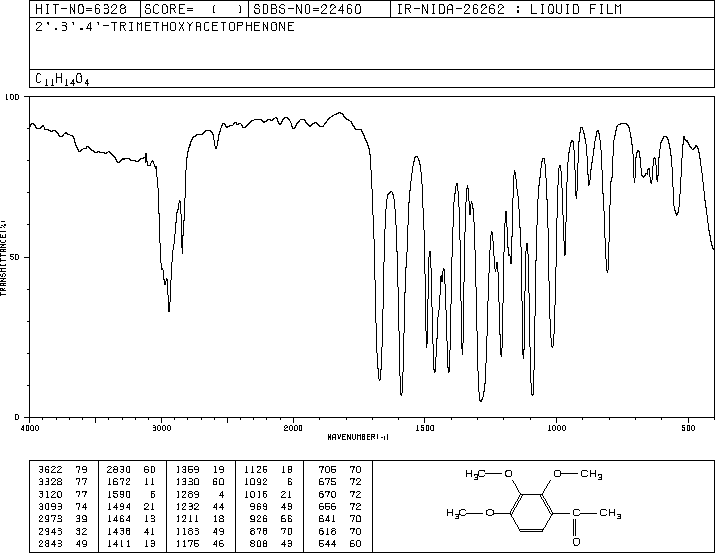 HIT-NO=6328 SCORE= ( ) SDBS-NO=22460 IR-NIDA-26262 : LIQUID FILM
2',3',4'-TRIMETHOXYACETOPHENONE
C11H14O4
100
50
0
TRANSMITTANCE(%)
4000 3000 2000 1500 1000 500
WAVENUMBER(-1)
3622 79 2830 60 1359 19 1126 18 705 70
3328 77 1672 11 1330 60 1092 6 675 72
3120 77 1590 6 1289 4 1016 21 670 72
3099 74 1494 21 1232 44 969 49 656 72
2973 39 1464 13 1211 18 926 66 641 70
2943 32 1438 41 1183 49 878 70 618 70
2843 49 1411 13 1175 46 808 43 544 60
H3C O O CH3
H3C O CH3
C
O